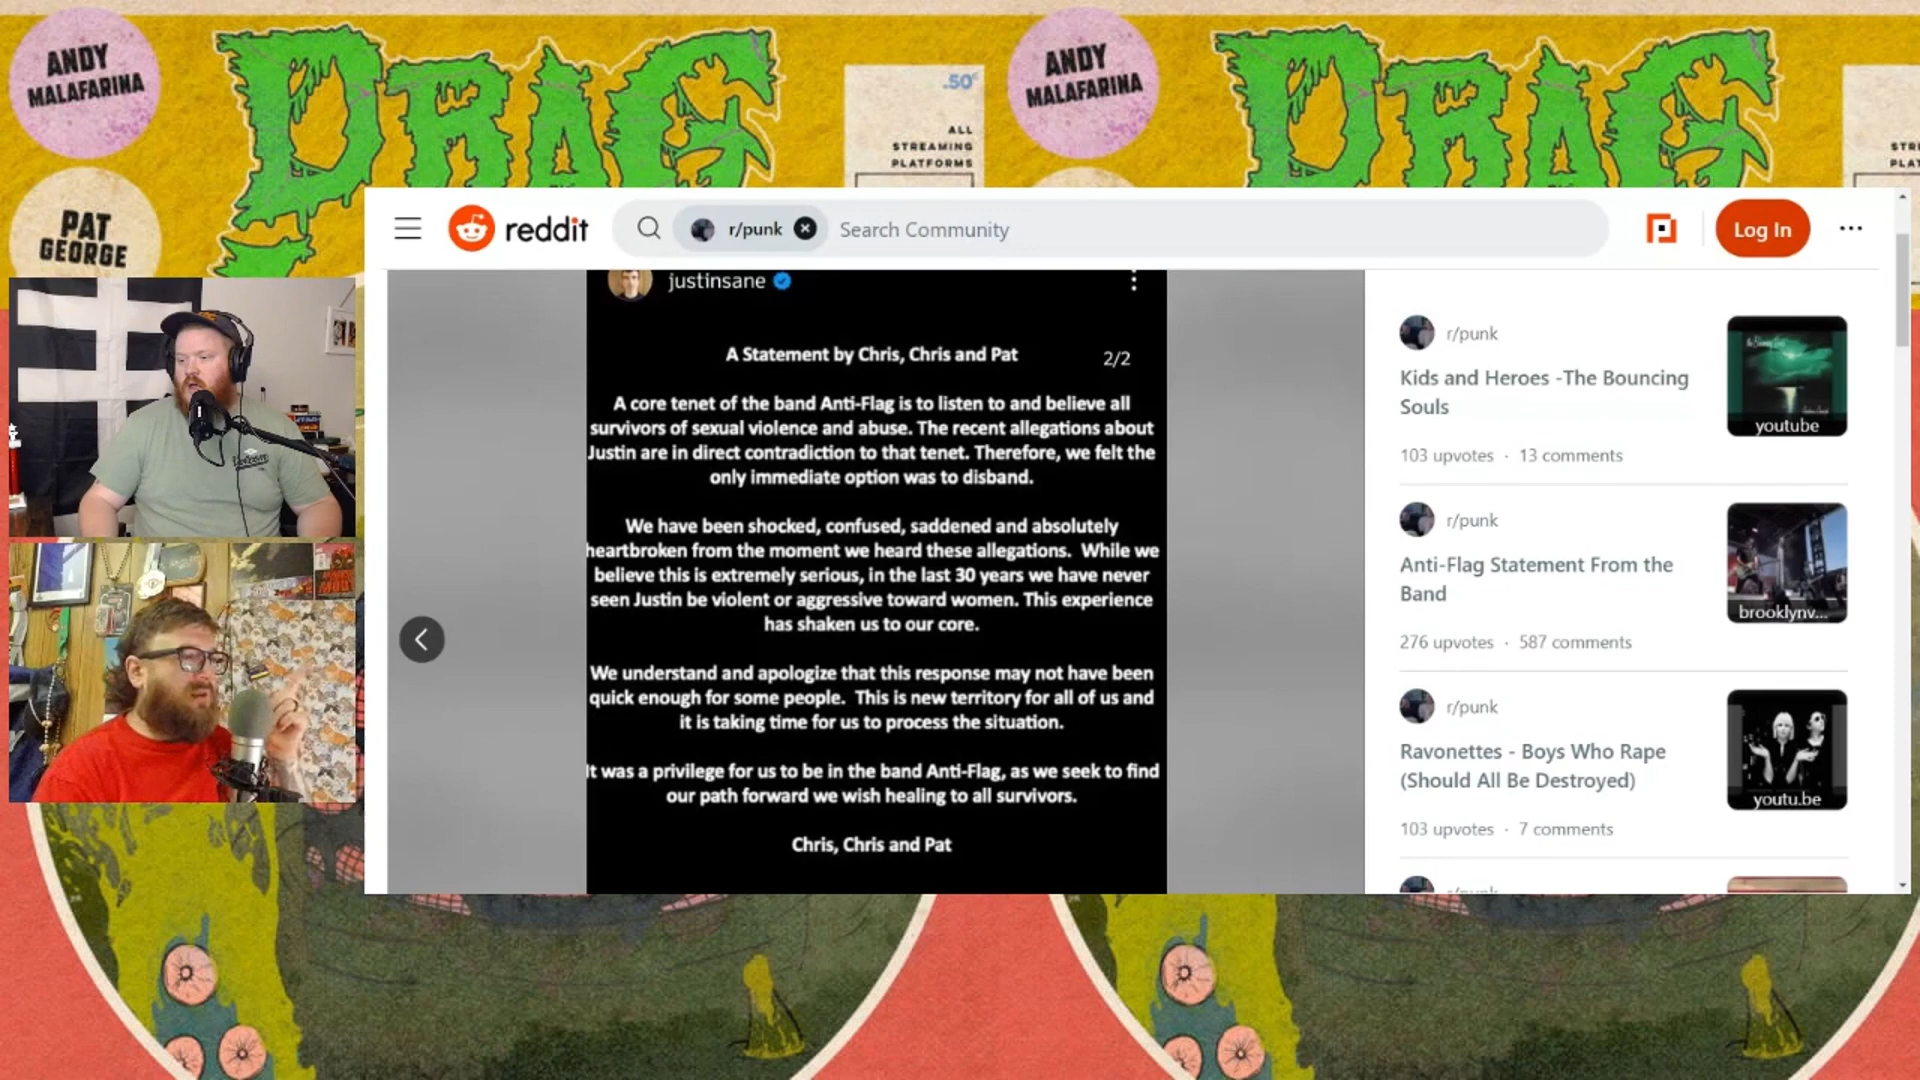 ANDY
MALAFARINA
DRAG
.50¢
ALL
STREAMING
PLATFORMS
ANDY
MALAFARINA
DRAG
PAT
GEORGE
reddit
r/punk
Search Community
Log In
justinsane
2/2
A Statement by Chris, Chris and Pat
A core tenet of the band Anti-Flag is to listen to and believe all
survivors of sexual violence and abuse. The recent allegations about
Justin are in direct contradiction to that tenet. Therefore, we felt the
only immediate option was to disband.
We have been shocked, confused, saddened and absolutely
heartbroken from the moment we heard these allegations. While we
believe this is extremely serious, in the last 30 years we have never
seen Justin be violent or aggressive toward women. This experience
has shaken us to our core.
We understand and apologize that this response may not have been
quick enough for some people. This is new territory for all of us and
it is taking time for us to process the situation.
It was a privilege for us to be in the band Anti-Flag, as we seek to find
our path forward we wish healing to all survivors.
Chris, Chris and Pat
r/punk
Kids and Heroes -The Bouncing
Souls
youtube
103 upvotes · 13 comments
r/punk
Anti-Flag Statement From the
Band
brooklynv...
276 upvotes · 587 comments
r/punk
Ravonettes - Boys Who Rape
(Should All Be Destroyed)
youtu.be
103 upvotes · 7 comments